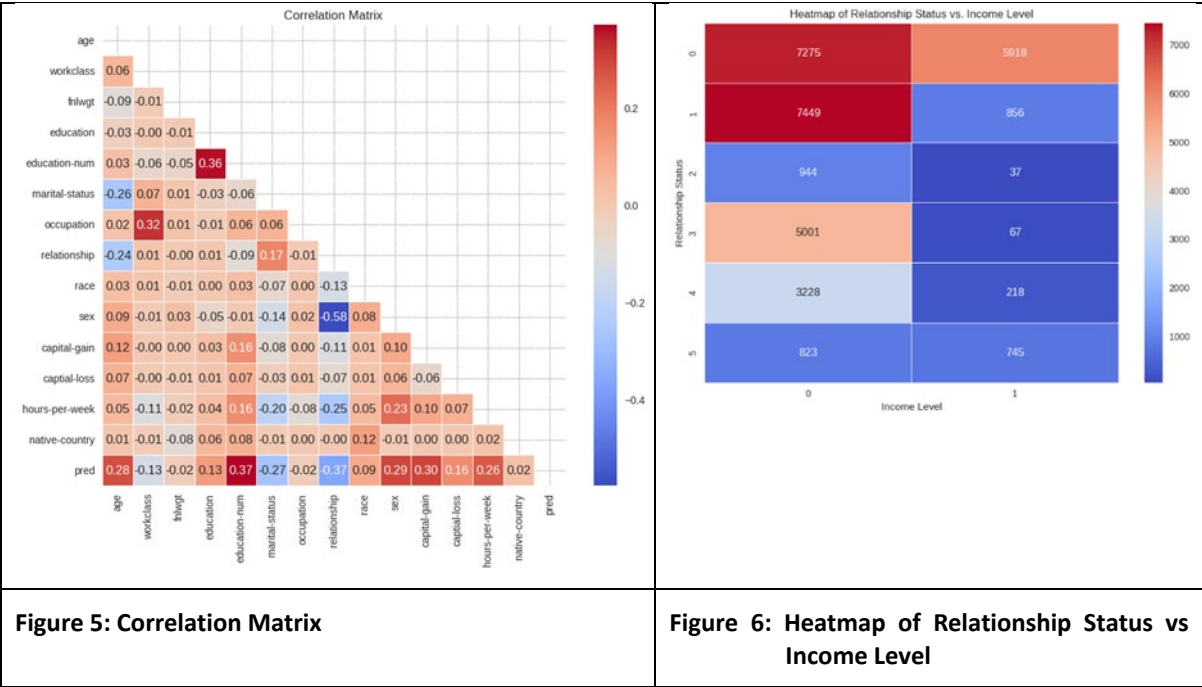 Correlation Matrix
age
workclass 0.06
fnlwgt -0.09 -0.01
education -0.03 -0.00 -0.01
education-num 0.03 -0.06 -0.05 0.36
marital-status -0.26 0.07 0.01 -0.03 -0.06
occupation 0.02 0.32 0.01 -0.01 0.06 0.06
relationship -0.24 0.01 -0.00 0.01 -0.09 0.17 -0.01
race 0.03 0.01 -0.01 0.00 0.03 -0.07 0.00 -0.13
sex 0.09 -0.01 0.03 -0.05 -0.01 -0.14 0.02 -0.58 0.08
capital-gain 0.12 -0.00 0.00 0.03 0.16 -0.08 0.00 -0.11 0.01 0.10
captial-loss 0.07 -0.00 -0.01 0.01 0.07 -0.03 0.01 -0.07 0.01 0.06 -0.06
hours-per-week 0.05 -0.11 -0.02 0.04 0.16 -0.20 -0.08 -0.25 0.05 0.23 0.10 0.07
native-country 0.01 -0.01 -0.08 0.06 0.08 -0.01 0.00 -0.00 0.12 -0.01 0.00 0.00 0.02
pred 0.28 -0.13 -0.02 0.13 0.37 -0.27 -0.02 -0.37 0.09 0.29 0.30 0.16 0.26 0.02
age
workclass
fnlwgt
education
education-num
marital-status
occupation
relationship
race
sex
capital-gain
captial-loss
hours-per-week
native-country
pred
0.2
0.0
−0.2
−0.4
Heatmap of Relationship Status vs. Income Level
Relationship Status
0 7275 5918
1 7449 856
2 944 37
3 5001 67
4 3228 218
5 823 745
0 1
Income Level
7000
6000
5000
4000
3000
2000
1000
Figure 5: Correlation Matrix
Figure 6: Heatmap of Relationship Status vs
Income Level